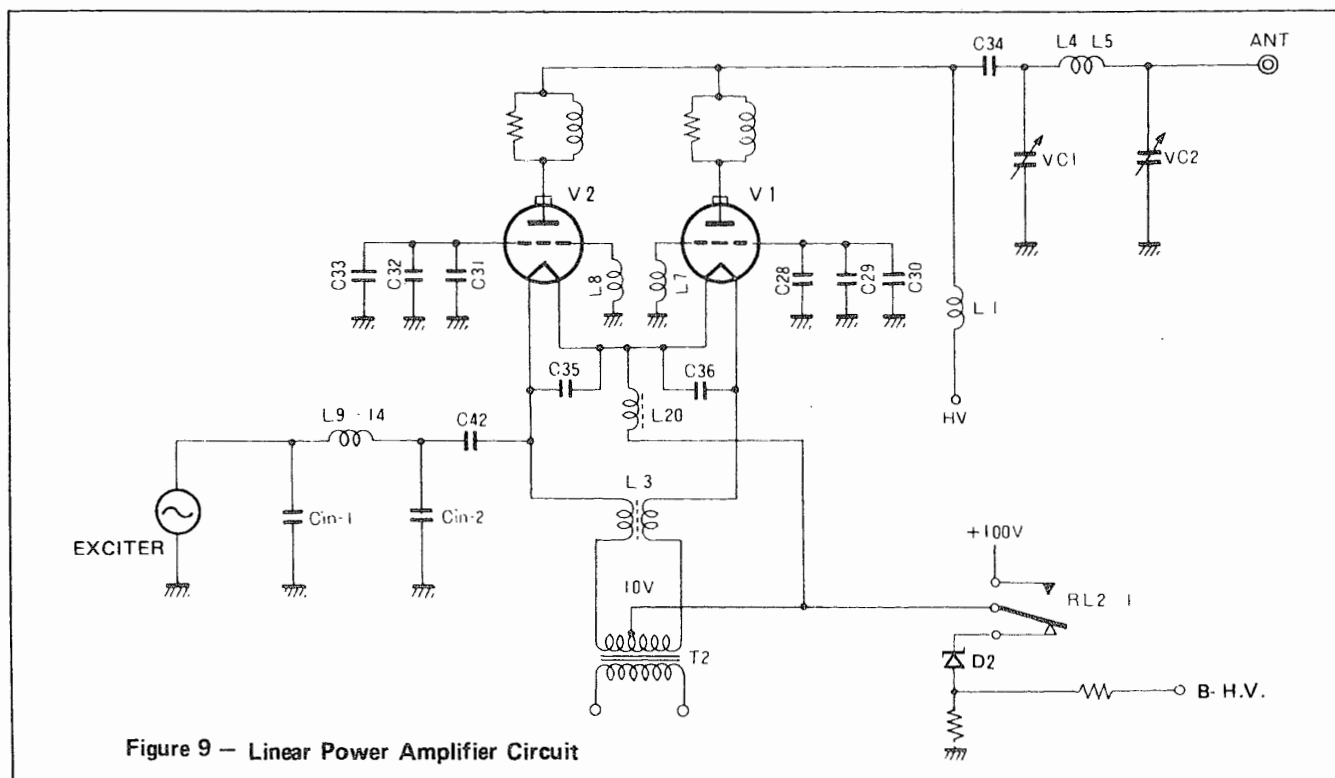 C34
L4 L5
ANT
V2
V1
VC1
VC2
C33
C32
C31
L8
L7
C28
C29
C30
L1
C35
C36
HV
L9-14
C42
L20
L3
Cin-1
Cin-2
EXCITER
+100V
10V
RL2 1
T2
D2
B-H.V.
Figure 9 – Linear Power Amplifier Circuit